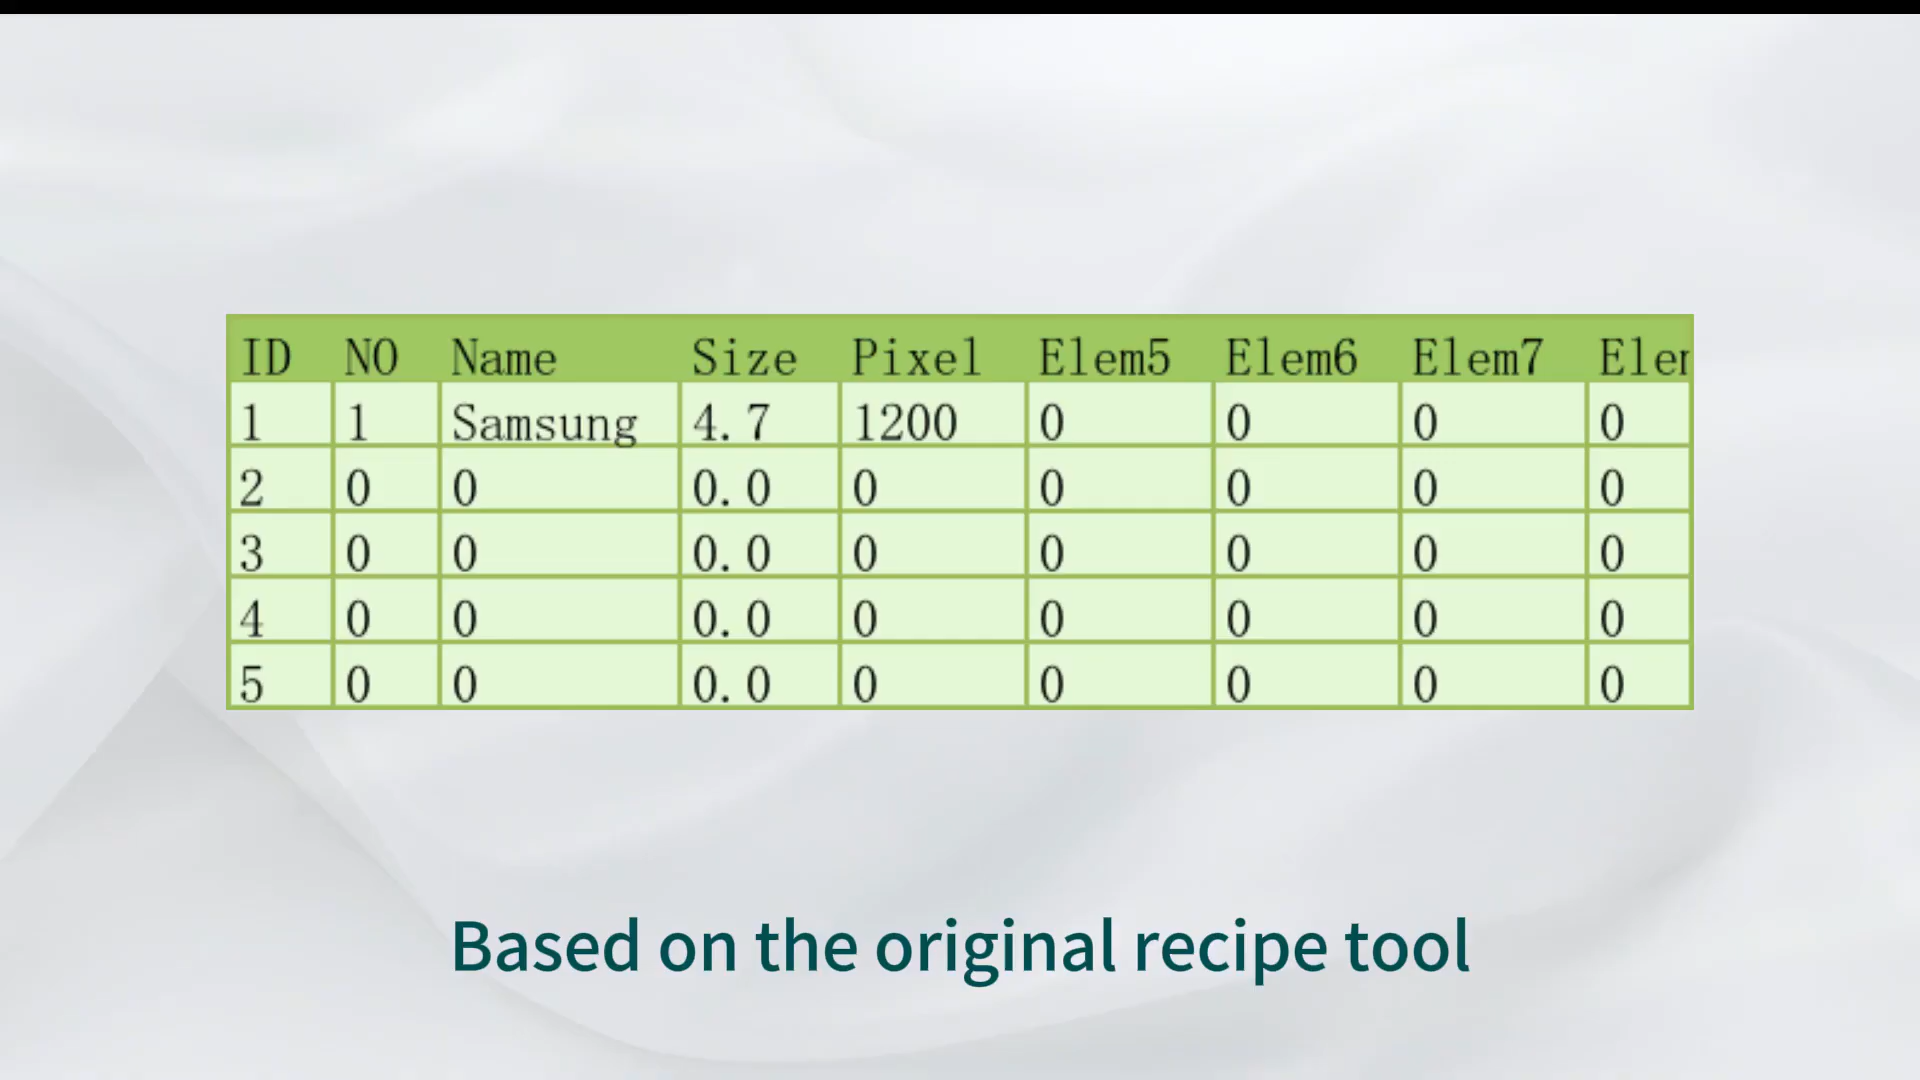 ID NO Name Size Pixel Elem5 Elem6 Elem7
1 1 Samsung 4.7 1200 0 0 0 0
2 0 0 0.0 0 0 0 0 0
3 0 0 0.0 0 0 0 0 0
4 0 0 0.0 0 0 0 0 0
5 0 0 0.0 0 0 0 0 0
Based on the original recipe tool